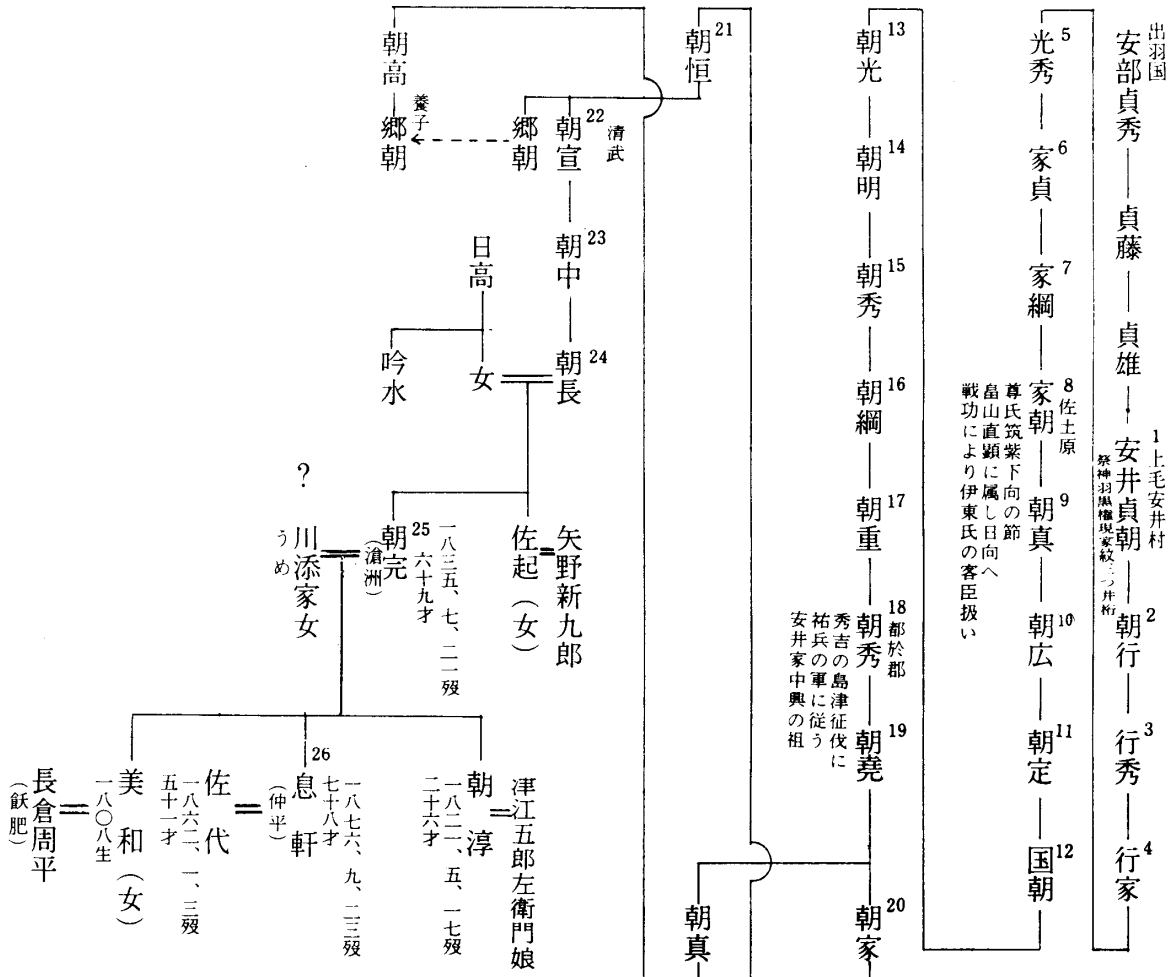 出羽国
安部貞秀
貞藤
貞雄
1 上毛安井村
安井貞朝
祭神羽黒権現家紋二つ井桁
2 朝行
3 行秀
4 行家
5 光秀
6 家貞
7 家綱
8 佐土原
家朝
尊氏筑紫下向の節
畠山直顕に属し日向へ
戦功により伊東氏の客臣扱い
9 朝真
10 朝広
11 朝定
12 国朝
13 朝光
14 朝明
15 朝秀
16 朝綱
17 朝重
18 都於郡
朝秀
秀吉の島津征伐に
祐兵の軍に従う
安井家中興の祖
19 朝堯
20 朝家
朝真
21 朝恒
清武
22 朝宣
郷朝
養子
朝高
郷朝
23 朝中
24 朝長
日高
女
吟水
矢野新九郎
佐起(女)
25 朝完
(滄洲)
一八三五、七、二一歿
六十九才
?
川添家女
うめ
津江五郎左衛門娘
朝淳
一八二一、五、一七歿
二十六才
26 息軒
(仲平)
一八七六、九、二三歿
七十八才
佐代
一八六二、一、三歿
五十一才
美和(女)
一八〇八生
長倉周平
(飫肥)